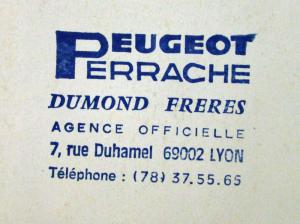 PEUGEOT
PERRACHE
DUMOND FRERES
AGENCE OFFICIELLE
7, rue Duhamel 69002 LYON
Téléphone : (78) 37.55.65